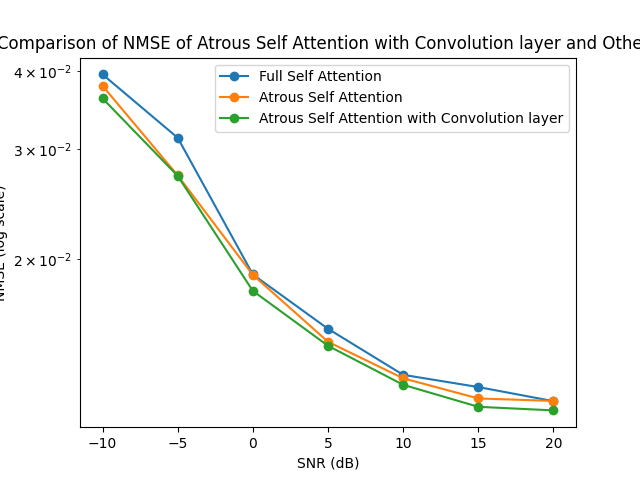 Comparison of NMSE of Atrous Self Attention with Convolution layer and Othe
4 × 10⁻²
3 × 10⁻²
2 × 10⁻²
NMSE (log scale)
Full Self Attention
Atrous Self Attention
Atrous Self Attention with Convolution layer
−10 −5 0 5 10 15 20
SNR (dB)